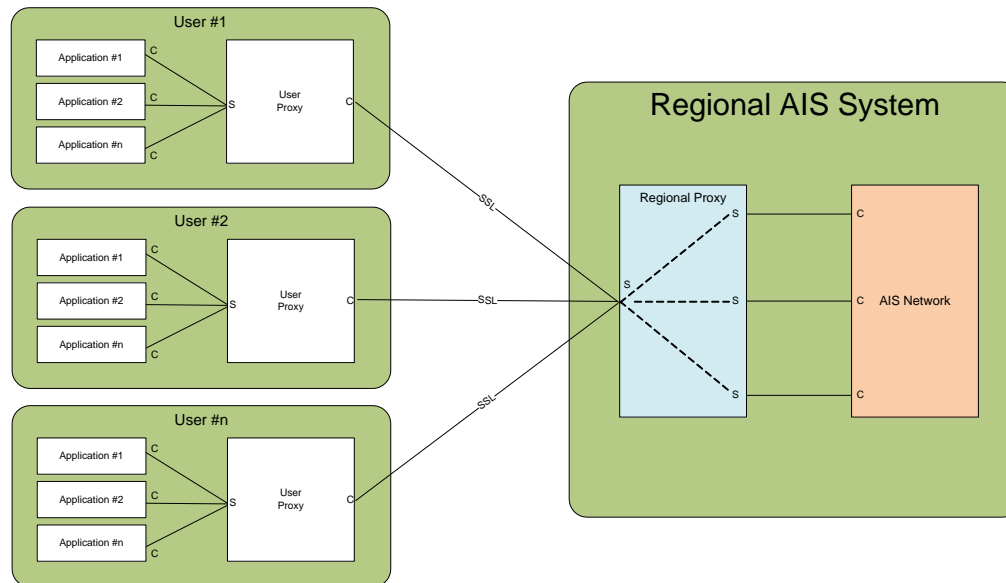 User #1
C
Application #1
C
Application #2
C
Application #n
S
User
Proxy
C
SSL
User #2
C
Application #1
C
Application #2
C
Application #n
S
User
Proxy
C
SSL
User #n
C
Application #1
C
Application #2
C
Application #n
S
User
Proxy
C
SSL
Regional AIS System
Regional Proxy
S
S
S
S
C
C
C
AIS Network